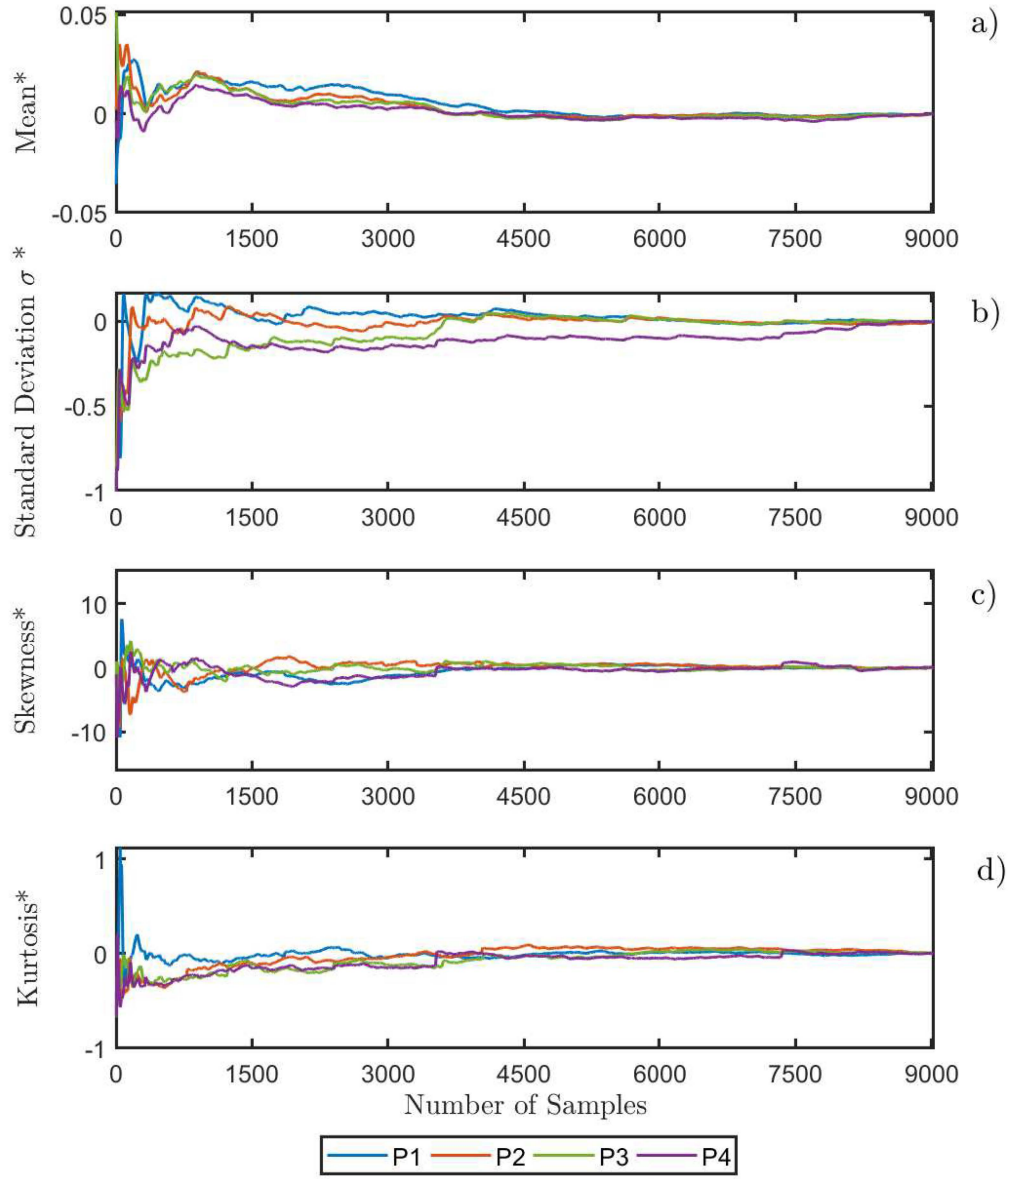 a)
0.05
0
-0.05
Mean*
0 1500 3000 4500 6000 7500 9000
b)
0
-0.5
-1
Standard Deviation σ *
0 1500 3000 4500 6000 7500 9000
c)
10
0
-10
Skewness*
0 1500 3000 4500 6000 7500 9000
d)
1
0
-1
Kurtosis*
0 1500 3000 4500 6000 7500 9000
Number of Samples
P1 P2 P3 P4